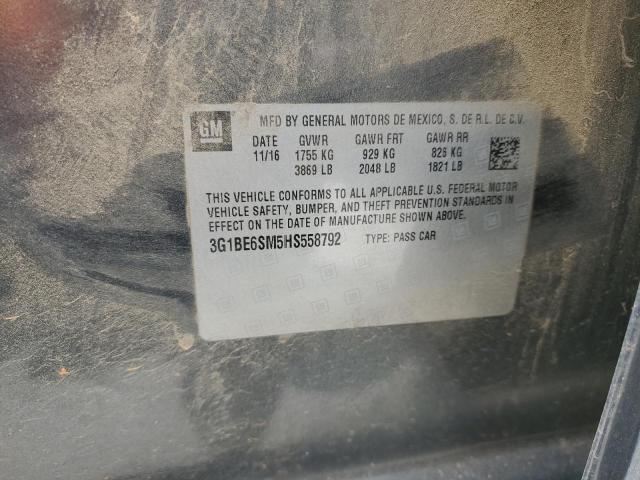 GM
MFD BY GENERAL MOTORS DE MEXICO, S. DE R.L. DE C.V.
DATE GVWR GAWR FRT GAWR RR
11/16 1755 KG 929 KG 826 KG
3869 LB 2048 LB 1821 LB
THIS VEHICLE CONFORMS TO ALL APPLICABLE U.S. FEDERAL MOTOR
VEHICLE SAFETY, BUMPER, AND THEFT PREVENTION STANDARDS IN
EFFECT ON THE DATE OF MANUFACTURE SHOWN ABOVE.
3G1BE6SM5HS558792 TYPE: PASS CAR